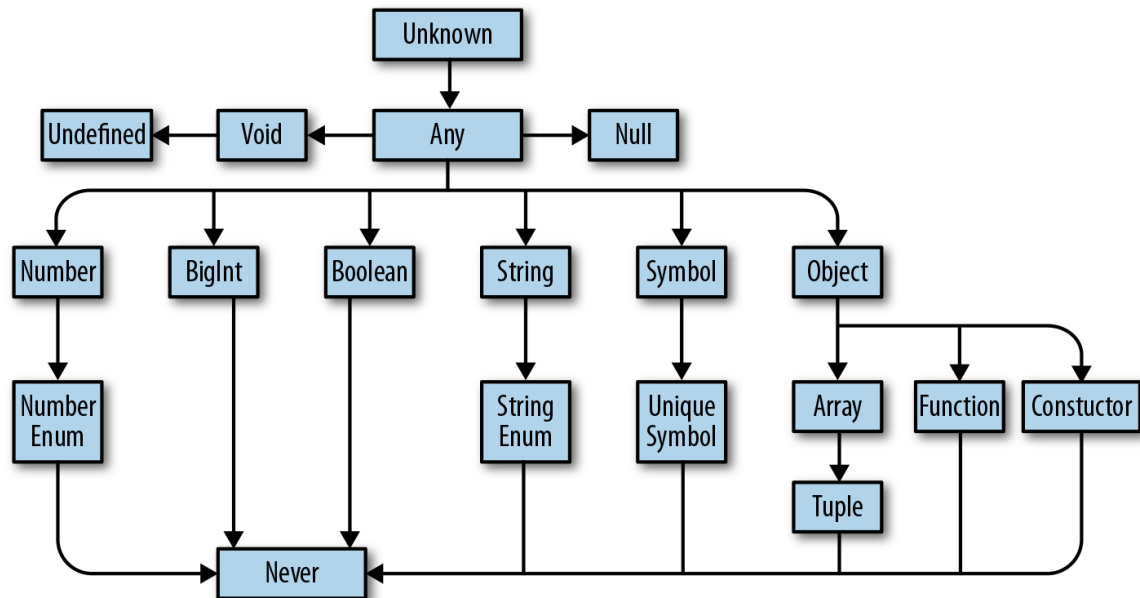 Unknown
Undefined
Void
Any
Null
Number
BigInt
Boolean
String
Symbol
Object
Number
Enum
String
Enum
Unique
Symbol
Array
Function
Constuctor
Tuple
Never